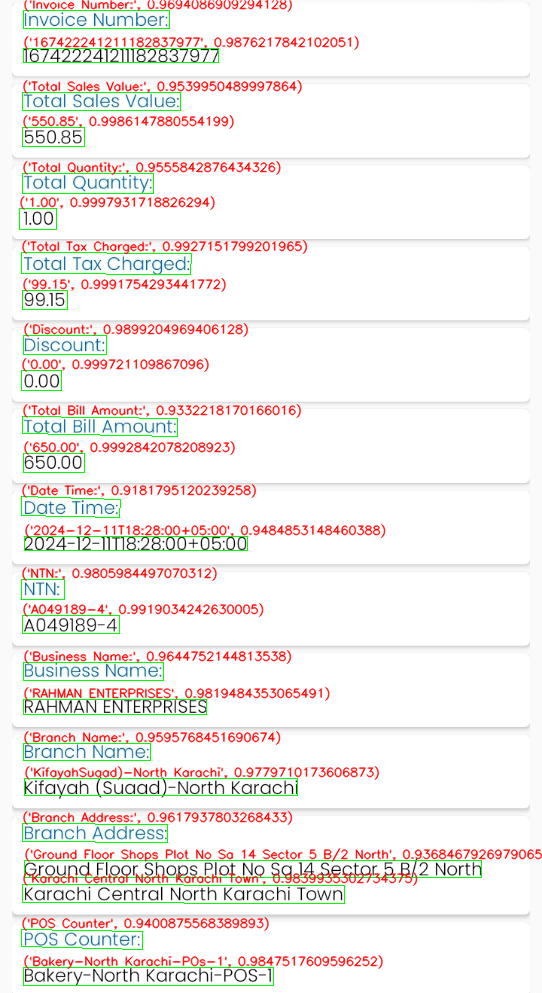 ('Invoice Number:', 0.9694086909294128)
Invoice Number:
('167422241211182837977', 0.9876217842102051)
167422241211182837977
('Total Sales Value:', 0.9539950489997864)
Total Sales Value:
('550.85', 0.9986147880554199)
550.85
('Total Quantity:', 0.9555842876434326)
Total Quantity:
('1.00', 0.9997931718826294)
1.00
('Total Tax Charged:', 0.9927151799201965)
Total Tax Charged:
('99.15', 0.9991754293441772)
99.15
('Discount:', 0.9899204969406128)
Discount:
('0.00', 0.999721109867096)
0.00
('Total Bill Amount:', 0.9332218170166016)
Total Bill Amount:
('650.00', 0.9992842078208923)
650.00
('Date Time:', 0.9181795120239258)
Date Time:
('2024-12-11T18:28:00+05:00', 0.9484853148460388)
2024-12-11T18:28:00+05:00
('NTN:', 0.9805984497070312)
NTN:
('A049189-4', 0.9919034242630005)
A049189-4
('Business Name:', 0.9644752144813538)
Business Name:
('RAHMAN ENTERPRISES', 0.9819484353065491)
RAHMAN ENTERPRISES
('Branch Name:', 0.9595768451690674)
Branch Name:
('KifayahSuqad)-North Karachi', 0.9779710173606873)
Kifayah (Suqad)-North Karachi
('Branch Address:', 0.9617937803268433)
Branch Address:
('Ground Floor Shops Plot No Sa 14 Sector 5 B/2 North', 0.9368467926979065
Ground Floor Shops Plot No Sa 14 Sector 5 B/2 North
('Karachi Central North Karachi Town', 0.9839935302734375)
Karachi Central North Karachi Town
('POS Counter', 0.9400875568389893)
POS Counter:
('Bakery-North Karachi-POs-1', 0.9847517609596252)
Bakery-North Karachi-POS-1